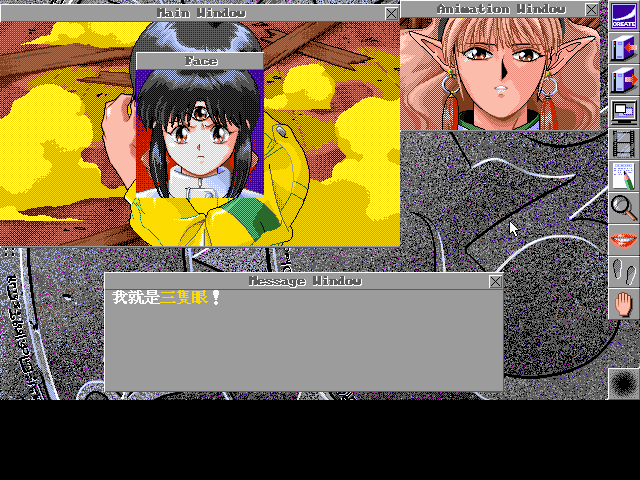 Main Window
Animation Window
Face
Message Window
我就是三隻眼！
CREATE